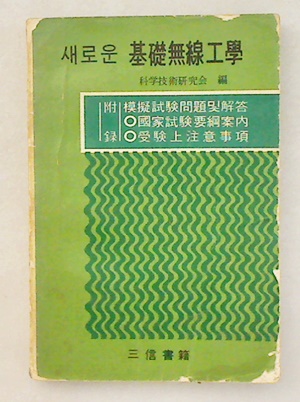 새로운 基礎無線工學
科学技術研究会 編
附録
模擬試験問題및解答
○國家試験要綱案内
○受験上注意事項
三信書籍